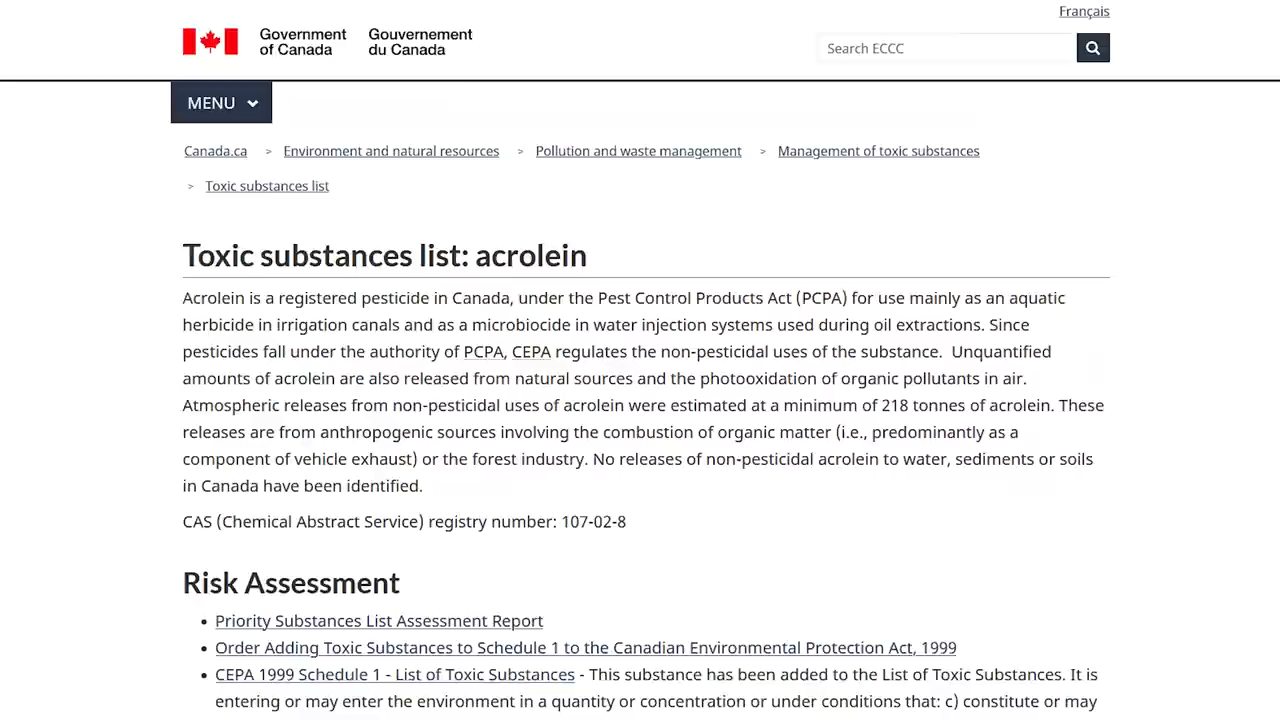 Français
Government
of Canada
Gouvernement
du Canada
Search ECCC
MENU
Canada.ca > Environment and natural resources > Pollution and waste management > Management of toxic substances
> Toxic substances list
Toxic substances list: acrolein
Acrolein is a registered pesticide in Canada, under the Pest Control Products Act (PCPA) for use mainly as an aquatic
herbicide in irrigation canals and as a microbiocide in water injection systems used during oil extractions. Since
pesticides fall under the authority of PCPA, CEPA regulates the non-pesticidal uses of the substance. Unquantified
amounts of acrolein are also released from natural sources and the photooxidation of organic pollutants in air.
Atmospheric releases from non-pesticidal uses of acrolein were estimated at a minimum of 218 tonnes of acrolein. These
releases are from anthropogenic sources involving the combustion of organic matter (i.e., predominantly as a
component of vehicle exhaust) or the forest industry. No releases of non-pesticidal acrolein to water, sediments or soils
in Canada have been identified.
CAS (Chemical Abstract Service) registry number: 107-02-8
Risk Assessment
• Priority Substances List Assessment Report
• Order Adding Toxic Substances to Schedule 1 to the Canadian Environmental Protection Act, 1999
• CEPA 1999 Schedule 1 - List of Toxic Substances - This substance has been added to the List of Toxic Substances. It is
entering or may enter the environment in a quantity or concentration or under conditions that: c) constitute or may